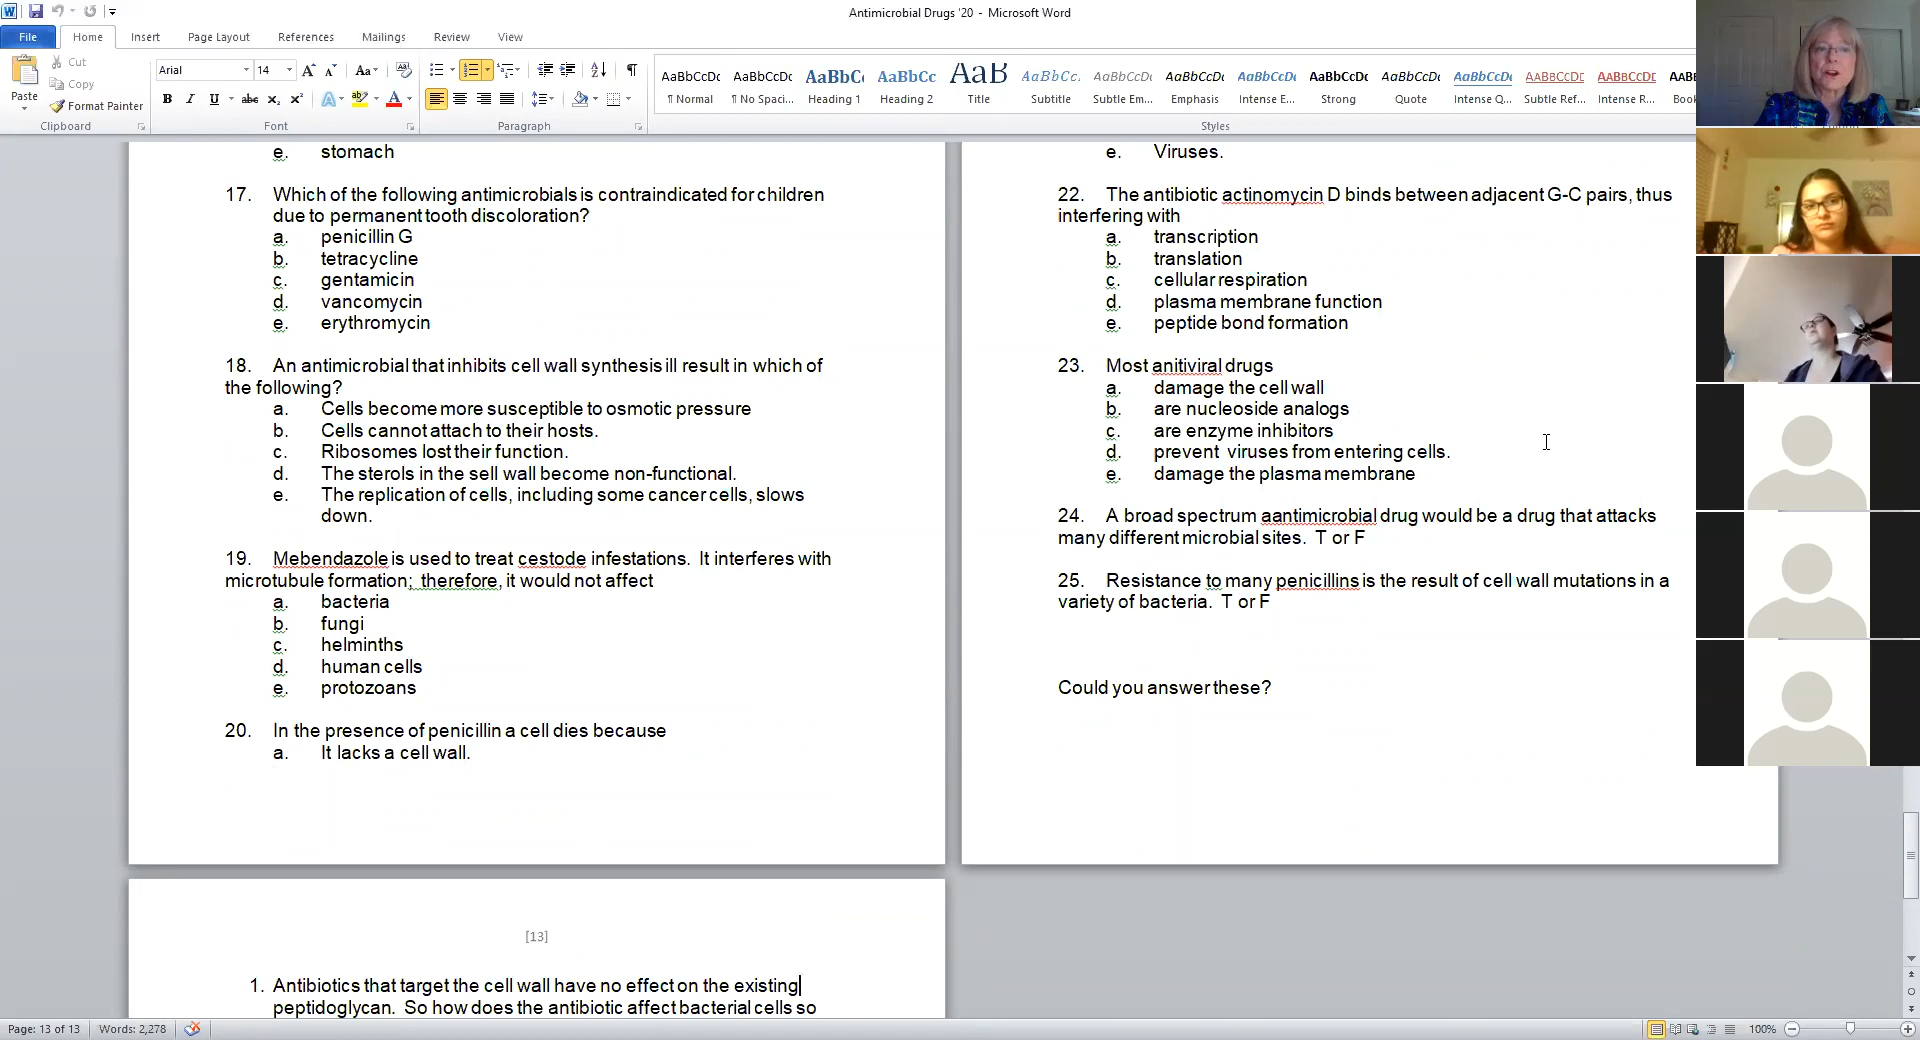 Antimicrobial Drugs '20 - Microsoft Word
File Home Insert Page Layout References Mailings Review View
Paste
Cut
Copy
Format Painter
Clipboard
Arial 14
Font
Paragraph
AaBbCcDc AaBbCcDc AaBbC AaBbCc AaB AaBbCc. AaBbCcDc AaBbCcDc AaBbCcDc AaBbCcDc AaBbCcDc AaBbCcDc AABBCCDE AABBCCDE
¶ Normal ¶ No Spaci... Heading 1 Heading 2 Title Subtitle Subtle Em... Emphasis Intense E... Strong Quote Intense Q... Subtle Ref... Intense R...
Styles
e. stomach
17. Which of the following antimicrobials is contraindicated for children
due to permanent tooth discoloration?
a. penicillin G
b. tetracycline
c. gentamicin
d. vancomycin
e. erythromycin
18. An antimicrobial that inhibits cell wall synthesis ill result in which of
the following?
a. Cells become more susceptible to osmotic pressure
b. Cells cannot attach to their hosts.
c. Ribosomes lost their function.
d. The sterols in the sell wall become non-functional.
e. The replication of cells, including some cancer cells, slows
down.
19. Mebendazole is used to treat cestode infestations. It interferes with
microtubule formation; therefore, it would not affect
a. bacteria
b. fungi
c. helminths
d. human cells
e. protozoans
20. In the presence of penicillin a cell dies because
a. It lacks a cell wall.
e. Viruses.
22. The antibiotic actinomycin D binds between adjacent G-C pairs, thus
interfering with
a. transcription
b. translation
c. cellular respiration
d. plasma membrane function
e. peptide bond formation
23. Most anitiviral drugs
a. damage the cell wall
b. are nucleoside analogs
c. are enzyme inhibitors
d. prevent viruses from entering cells.
e. damage the plasma membrane
24. A broad spectrum aantimicrobial drug would be a drug that attacks
many different microbial sites. T or F
25. Resistance to many penicillins is the result of cell wall mutations in a
variety of bacteria. T or F
Could you answer these?
[13]
1. Antibiotics that target the cell wall have no effect on the existing
peptidoglycan. So how does the antibiotic affect bacterial cells so
Page: 13 of 13 Words: 2,278 100%